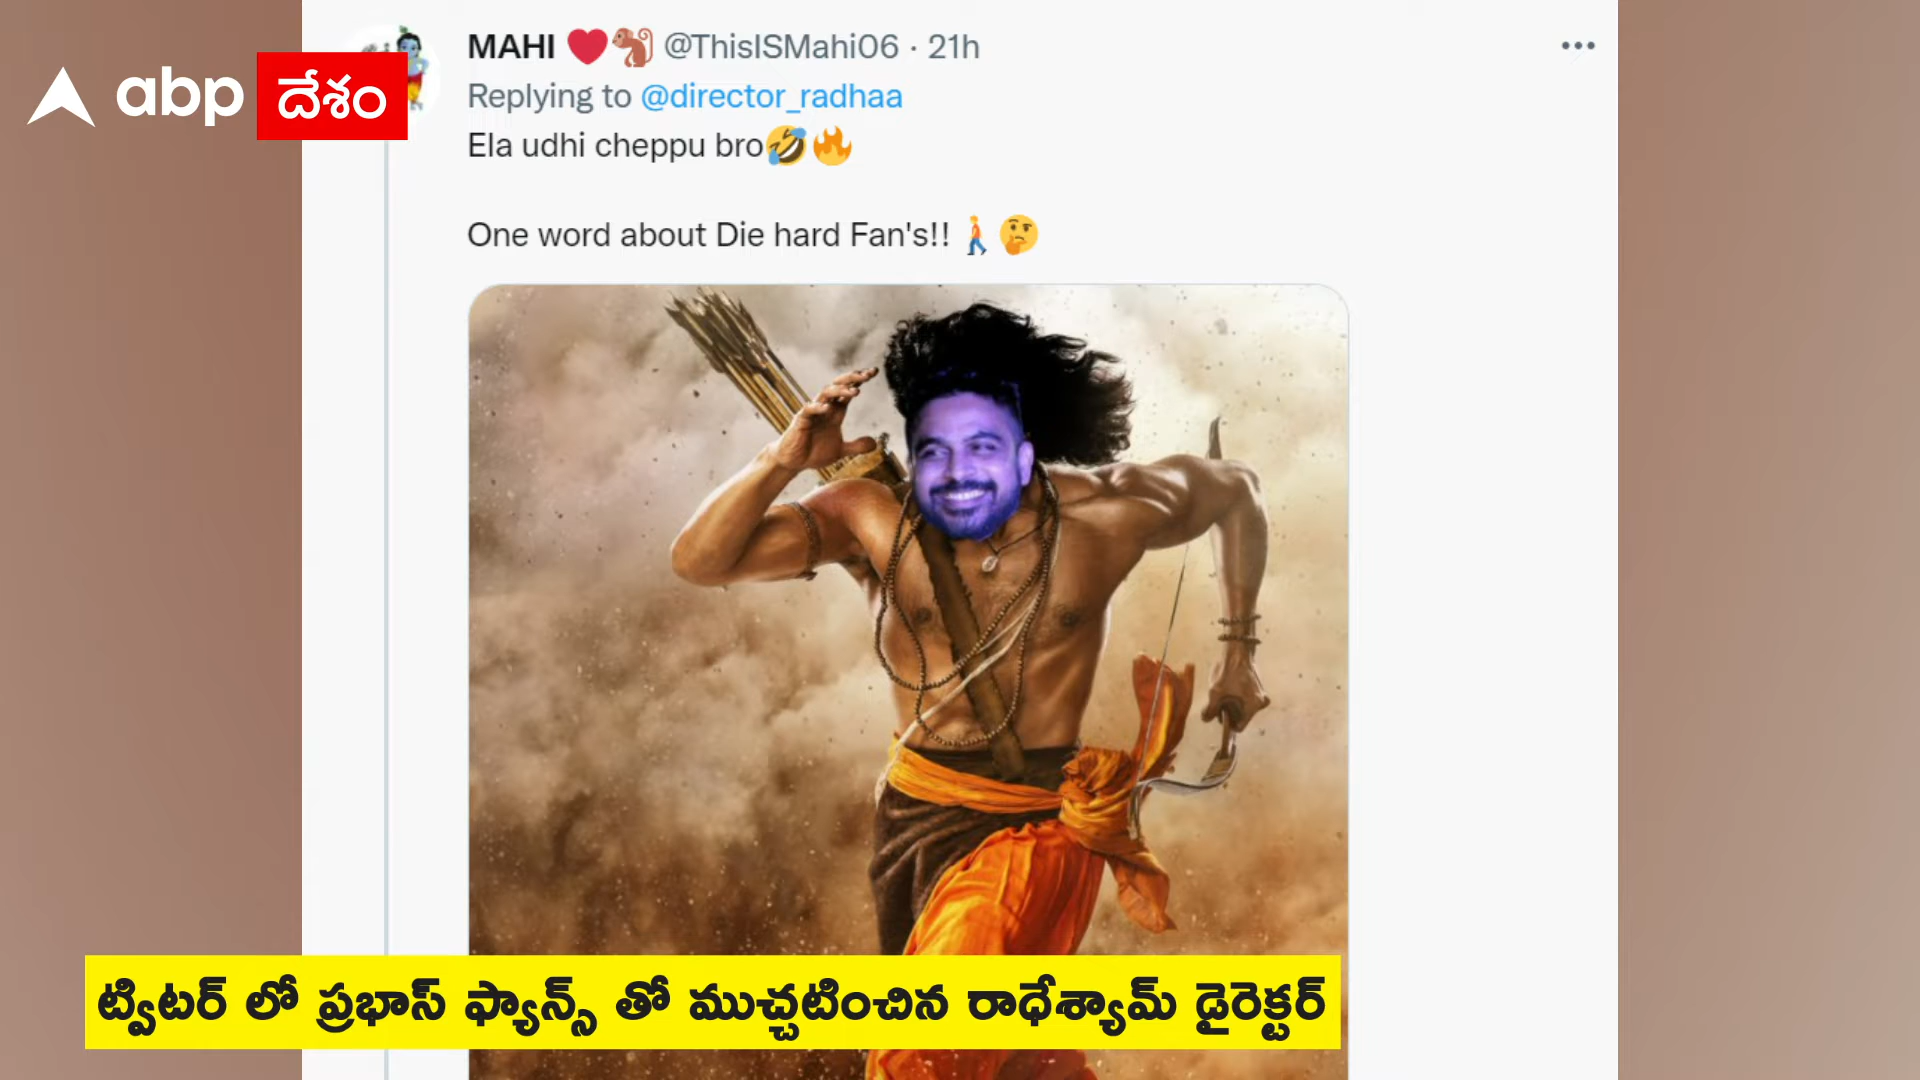 abp దేశం
MAHI ❤️🐒 @ThisISMahi06 · 21h
Replying to @director_radhaa
Ela udhi cheppu bro🤣🔥
One word about Die hard Fan's!! 🚶🤔
ట్విటర్ లో ప్రభాస్ ఫ్యాన్స్ తో ముచ్చటించిన రాధేశ్యామ్ డైరెక్టర్